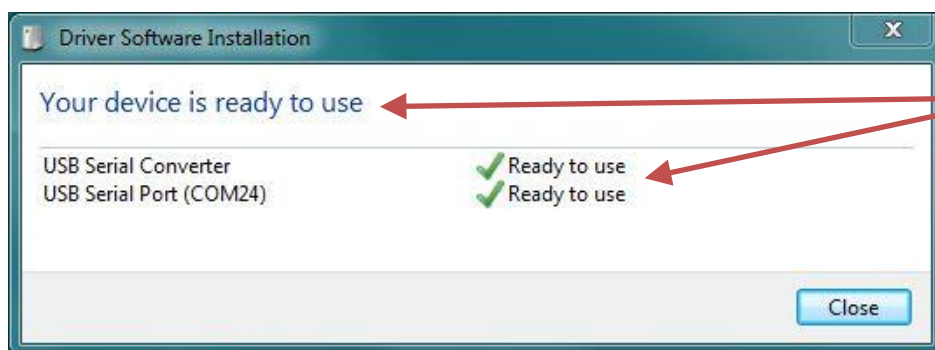 Driver Software Installation
Your device is ready to use
USB Serial Converter Ready to use
USB Serial Port (COM24) Ready to use
Close